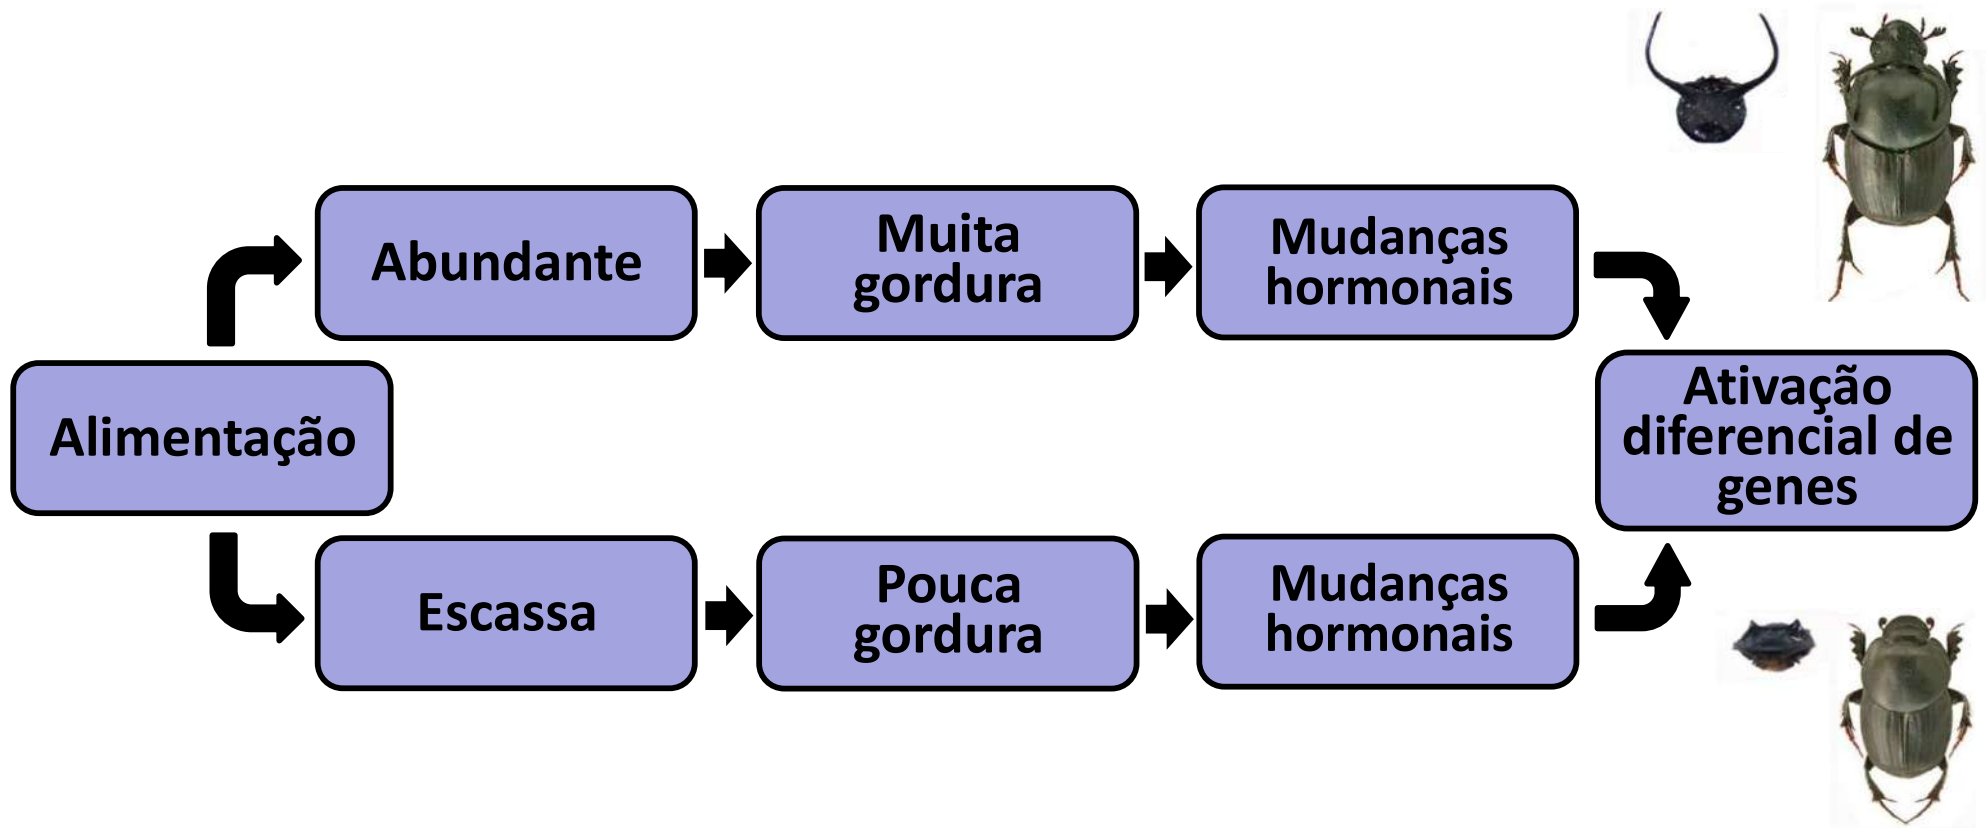 Abundante
Muita
gordura
Mudanças
hormonais
Alimentação
Ativação
diferencial de
genes
Escassa
Pouca
gordura
Mudanças
hormonais